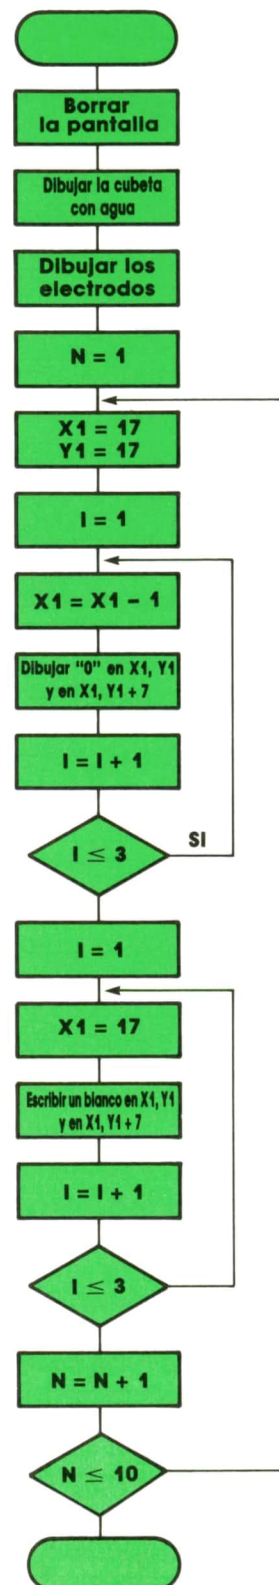 Borrar
la pantalla
Dibujar la cubeta
con agua
Dibujar los
electrodos
N = 1
X1 = 17
Y1 = 17
I = 1
X1 = X1 – 1
Dibujar "0" en X1, Y1
y en X1, Y1 + 7
I = I + 1
I ≤ 3
SI
I = 1
X1 = 17
Escribir un blanco en X1, Y1
y en X1, Y1 + 7
I = I + 1
I ≤ 3
N = N + 1
N ≤ 10